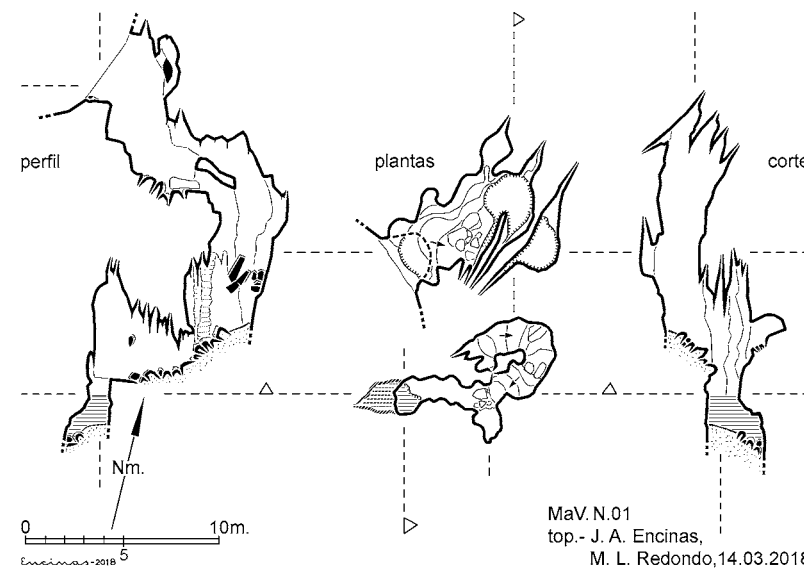 perfil
plantas
corte
Nm.
0 10m.
5
Encinas-2018
MaV. N.01
top.- J. A. Encinas,
M. L. Redondo,14.03.2018